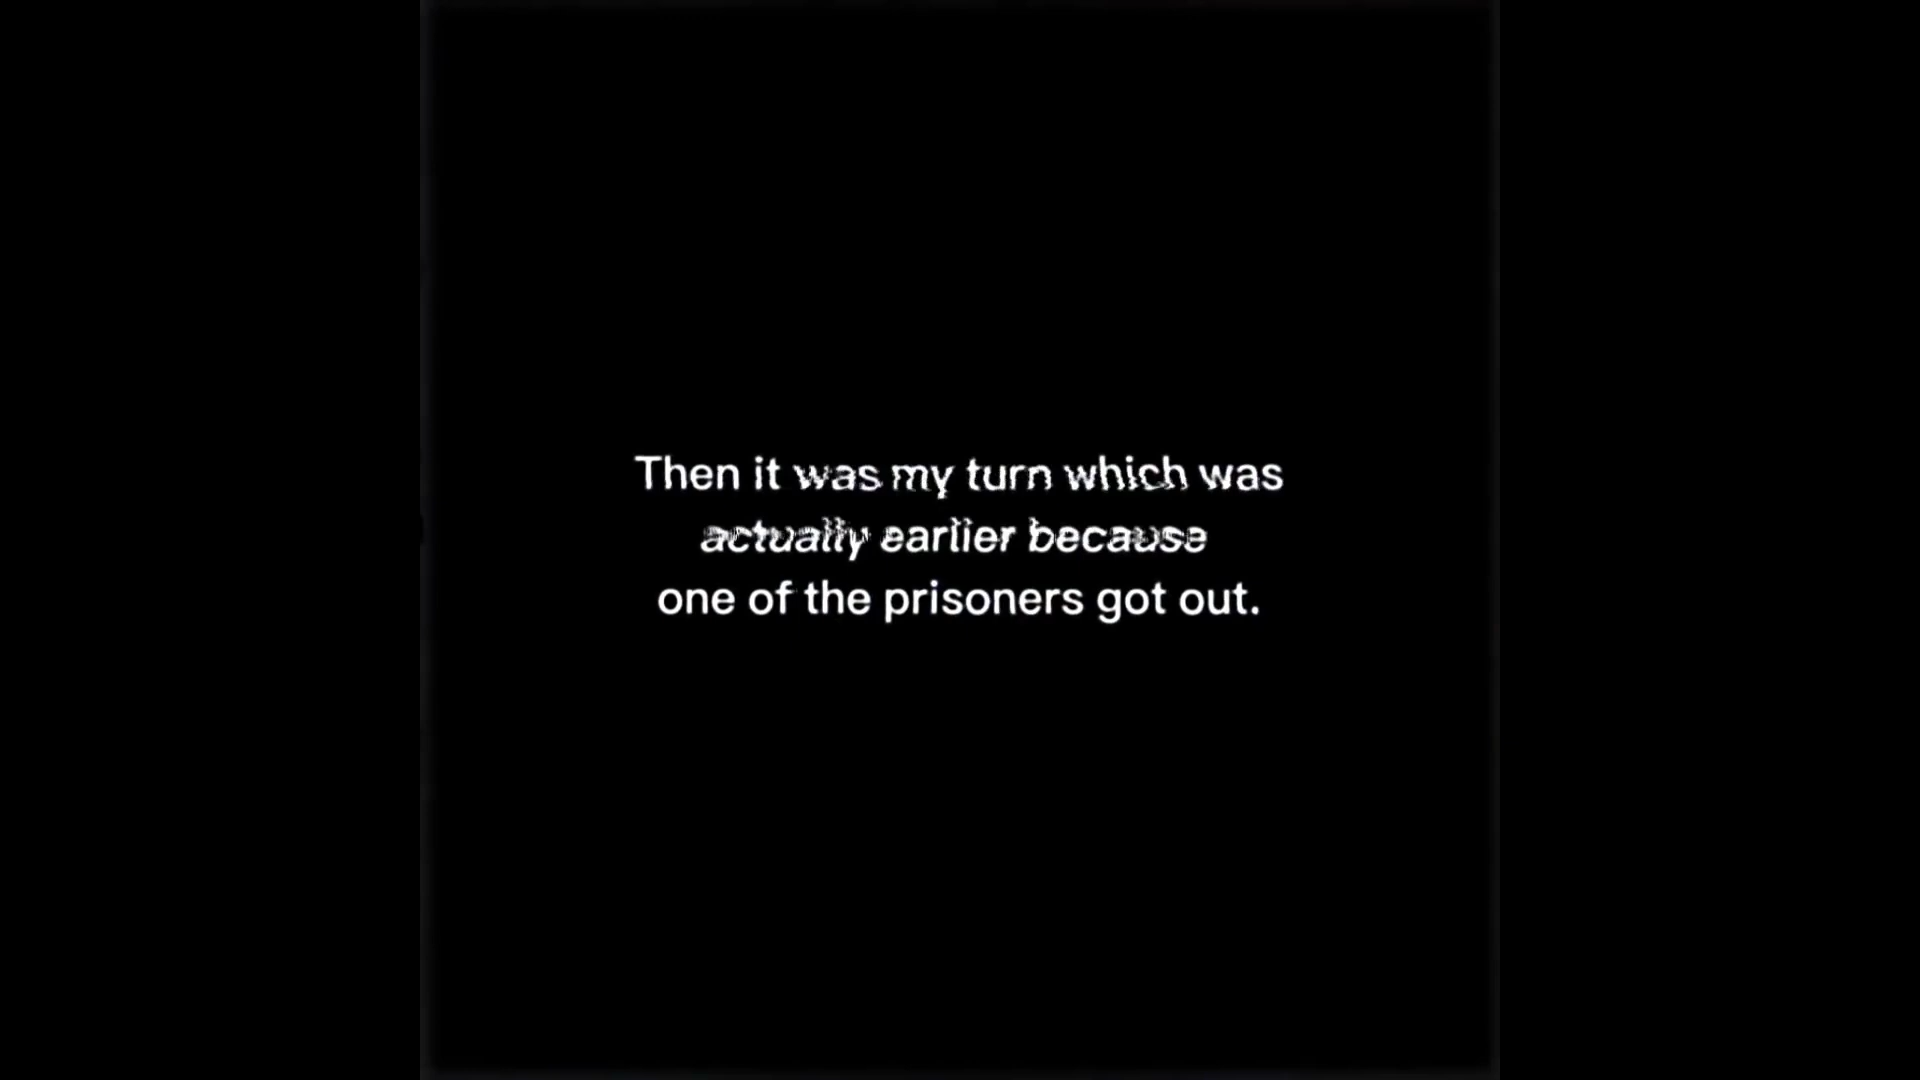 Then it was my turn which was
actually earlier because
one of the prisoners got out.